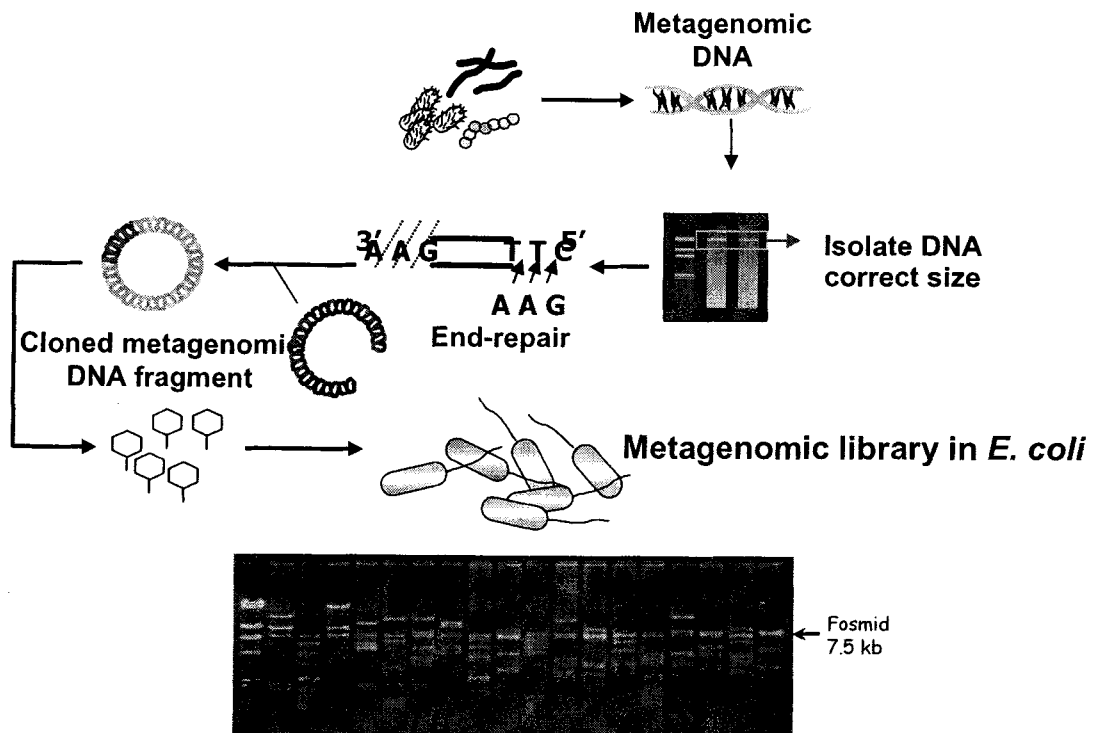 Metagenomic
DNA
3′ A A G T T C 5′
A A G
End-repair
Isolate DNA
correct size
Cloned metagenomic
DNA fragment
Metagenomic library in E. coli
Fosmid
7.5 kb